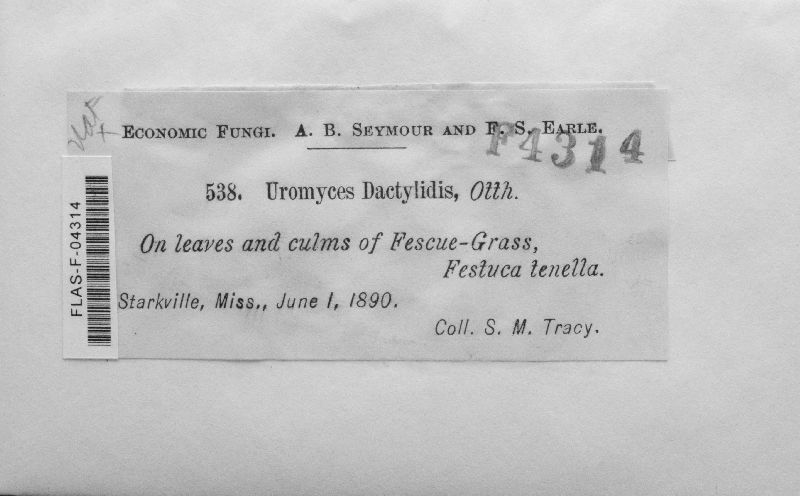 Economic Fungi. A. B. Seymour and F. S. Earle.
F4314
538. Uromyces Dactylidis, Otth.
On leaves and culms of Fescue-Grass,
Festuca tenella.
Starkville, Miss., June 1, 1890.
Coll. S. M. Tracy.
FLAS-F-04314